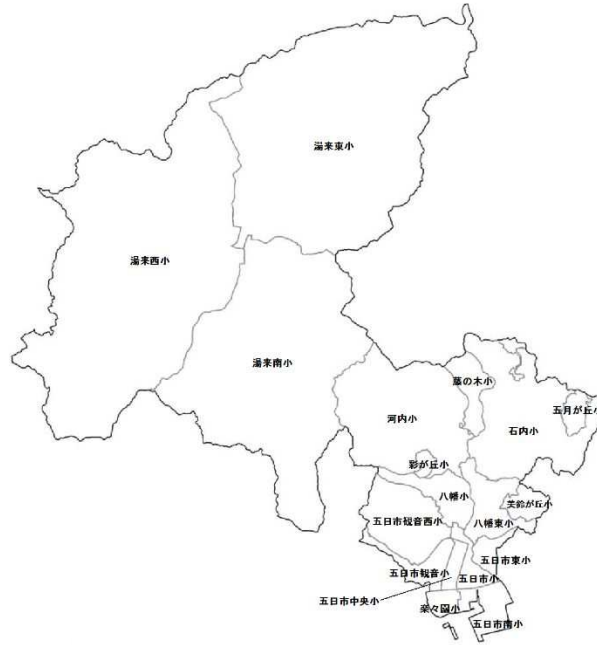 湯来東小
湯来西小
湯来南小
藤の木小
五月が丘小
河内小
石内小
彩が丘小
八幡小
美鈴が丘小
五日市観音西小
八幡東小
五日市東小
五日市観音小
五日市小
五日市中央小
楽々園小
五日市南小